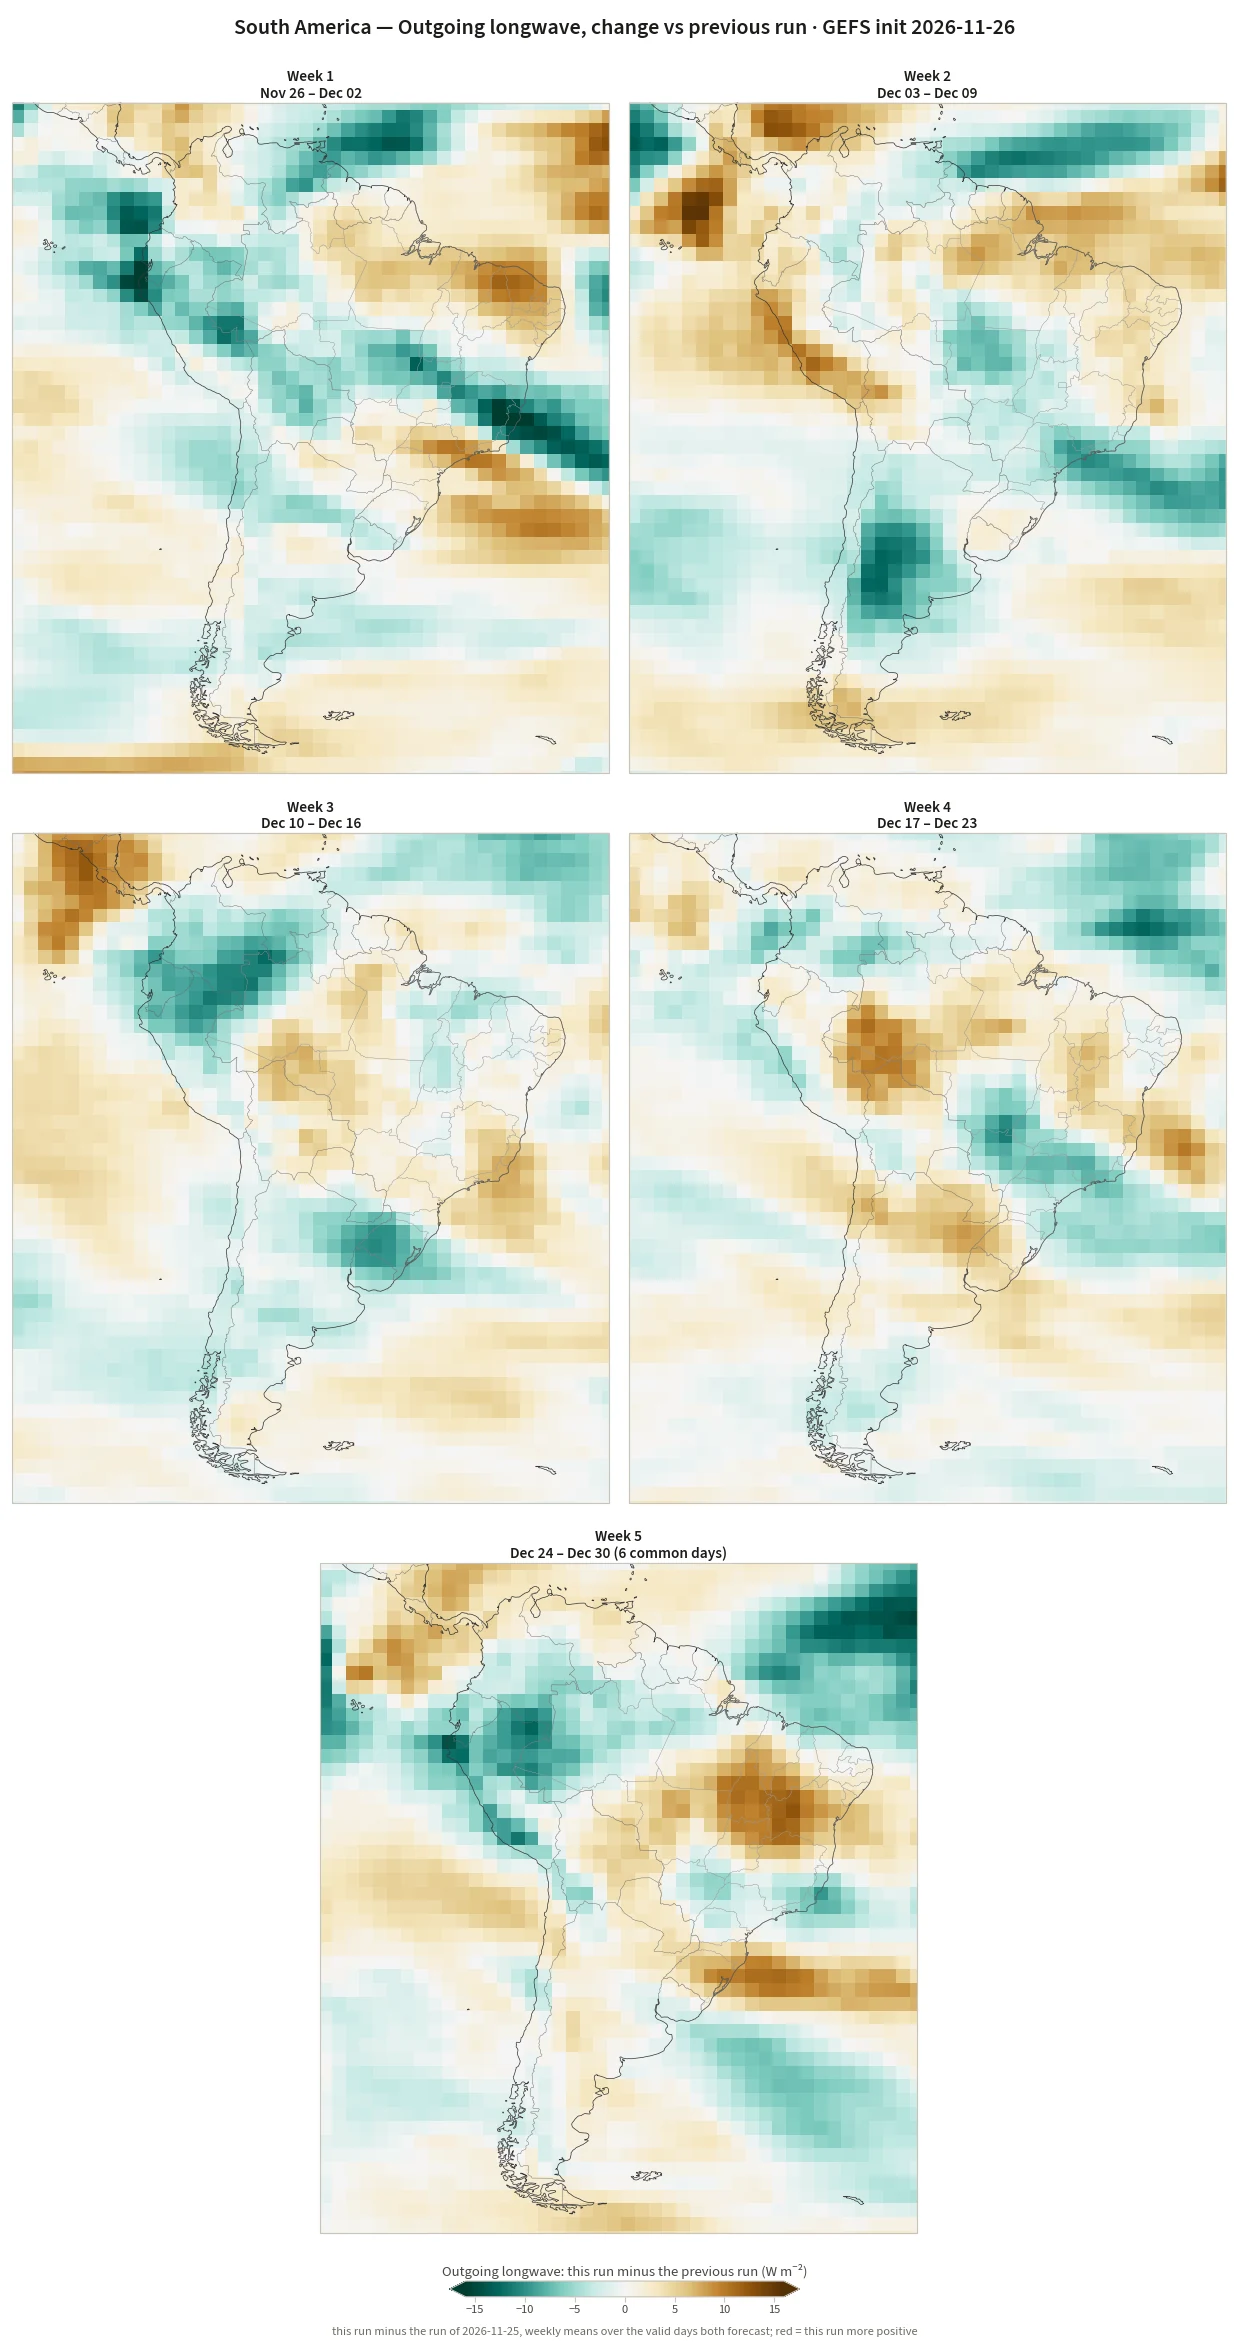 South America — Outgoing longwave, change vs previous run · GEFS init 2026-11-26
Week 1
Nov 26 – Dec 02
Week 2
Dec 03 – Dec 09
Week 3
Dec 10 – Dec 16
Week 4
Dec 17 – Dec 23
Week 5
Dec 24 – Dec 30 (6 common days)
Outgoing longwave: this run minus the previous run (W m⁻²)
−15 −10 −5 0 5 10 15
this run minus the run of 2026-11-25, weekly means over the valid days both forecast; red = this run more positive